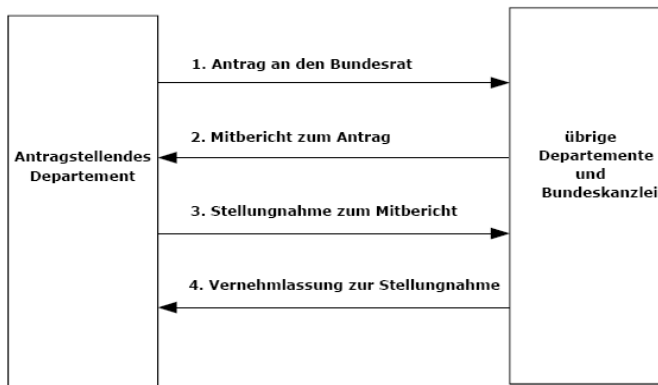 1. Antrag an den Bundesrat
2. Mitbericht zum Antrag
Antragstellendes
Departement
übrige
Departemente
und
Bundeskanzlei
3. Stellungnahme zum Mitbericht
4. Vernehmlassung zur Stellungnahme